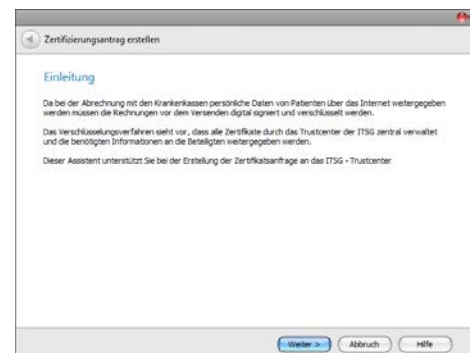 Zertifizierungsantrag erstellen
Einleitung
Da bei der Abrechnung mit den Krankenkassen persönliche Daten von Patienten über das Internet weitergegeben
werden müssen die Rechnungen vor dem Versenden digital signiert und verschlüsselt werden.
Das Verschlüsselungsverfahren sieht vor, dass alle Zertifikate durch das Trustcenter der ITSG zentral verwaltet
und die benötigten Informationen an die Beteiligten weitergegeben werden.
Dieser Assistent unterstützt Sie bei der Erstellung der Zertifikatsanfrage an das ITSG - Trustcenter
Weiter > Abbruch Hilfe